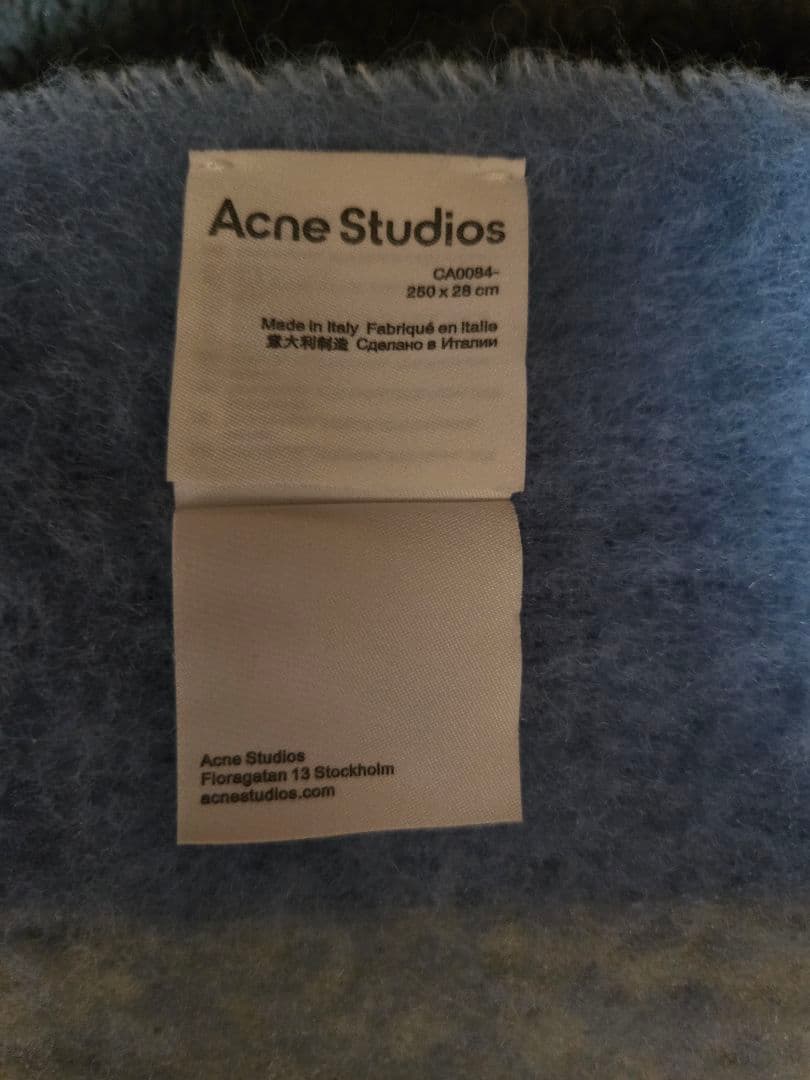 Acne Studios
CA0084-
250 x 28 cm
Made in Italy Fabriqué en Italie
意大利制造 Сделано в Италии
Acne Studios
Floragatan 13 Stockholm
acnestudios.com